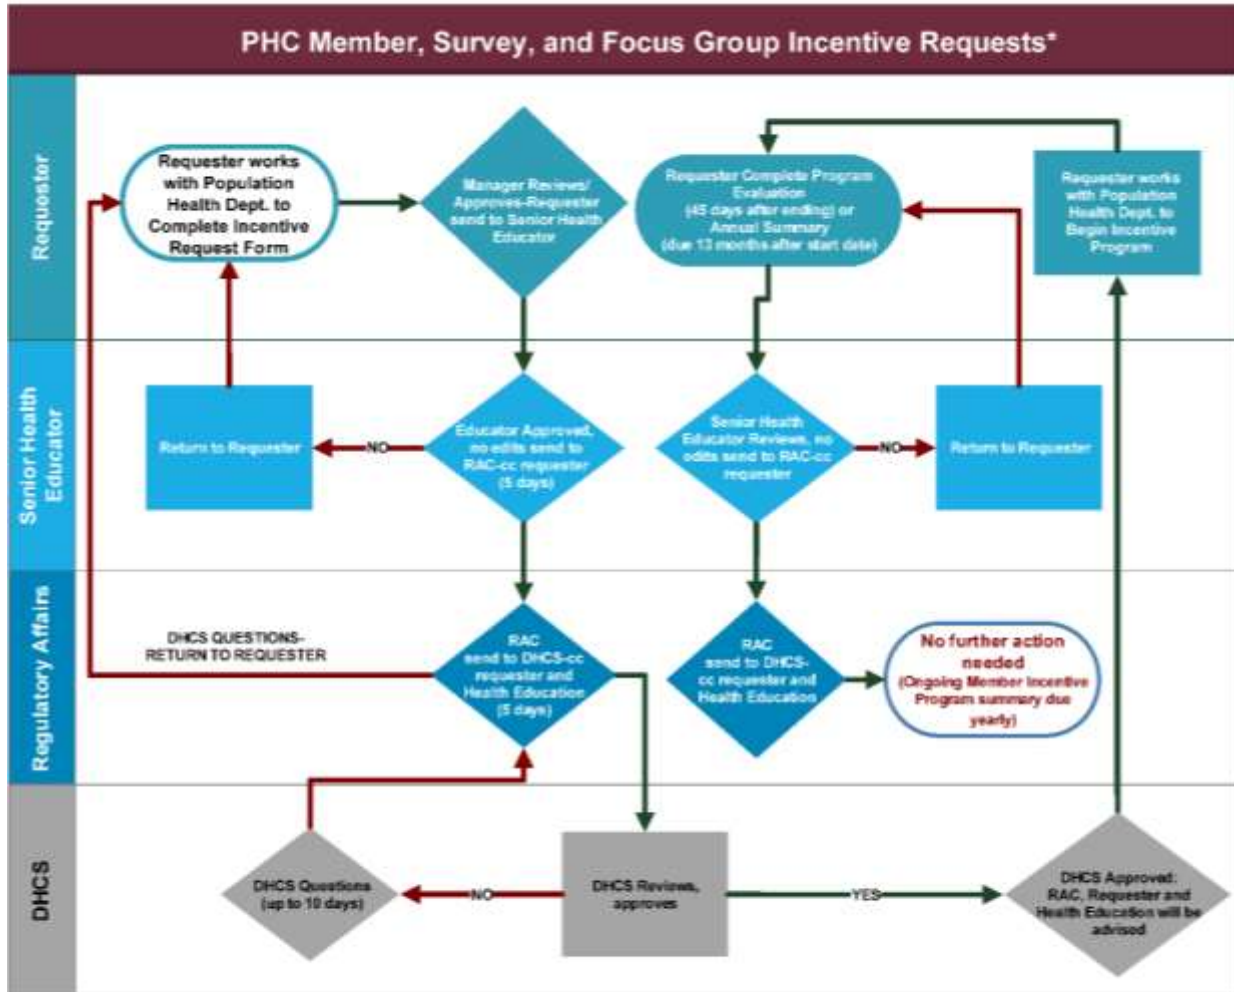 PHC Member, Survey, and Focus Group Incentive Requests*
Requestor
Requester works
with Population
Health Dept. to
Complete Incentive
Request Form
Manager Reviews/
Approves-Requester
send to Senior Health
Educator
Requester Complete Program
Evaluation
(45 days after ending) or
Annual Summary
(due 13 months after start date)
Requester works
with Population
Health Dept. to
Begin Incentive
Program
Senior Health
Educator
Return to Requester
NO
Educator Approved,
no edits send to
RAC-cc requester
(5 days)
Senior Health
Educator Reviews, no
edits send to RAC-cc
requester
NO
Return to Requester
Regulatory Affairs
DHCS QUESTIONS-
RETURN TO REQUESTER
RAC
send to DHCS-cc
requester and
Health Education
(5 days)
RAC
send to DHCS-
cc requester and
Health Education
No further action
needed
(Ongoing Member Incentive
Program summary due
yearly)
DHCS
DHCS Questions
(up to 10 days)
NO
DHCS Reviews,
approves
YES
DHCS Approved:
RAC, Requester and
Health Education will be
advised